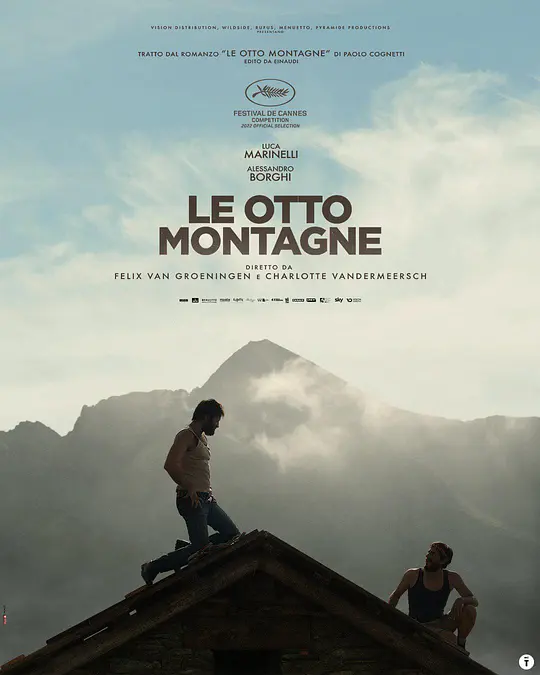 VISION DISTRIBUTION, WILDSIDE, RUFUS, MENUETTO, PYRAMIDE PRODUCTIONS
PRESENTANO
TRATTO DAL ROMANZO "LE OTTO MONTAGNE" DI PAOLO COGNETTI
EDITO DA EINAUDI
FESTIVAL DE CANNES
COMPETITION
2022 OFFICIAL SELECTION
LUCA
MARINELLI
ALESSANDRO
BORGHI
LE OTTO
MONTAGNE
DIRETTO DA
FELIX VAN GROENINGEN E CHARLOTTE VANDERMEERSCH
sky